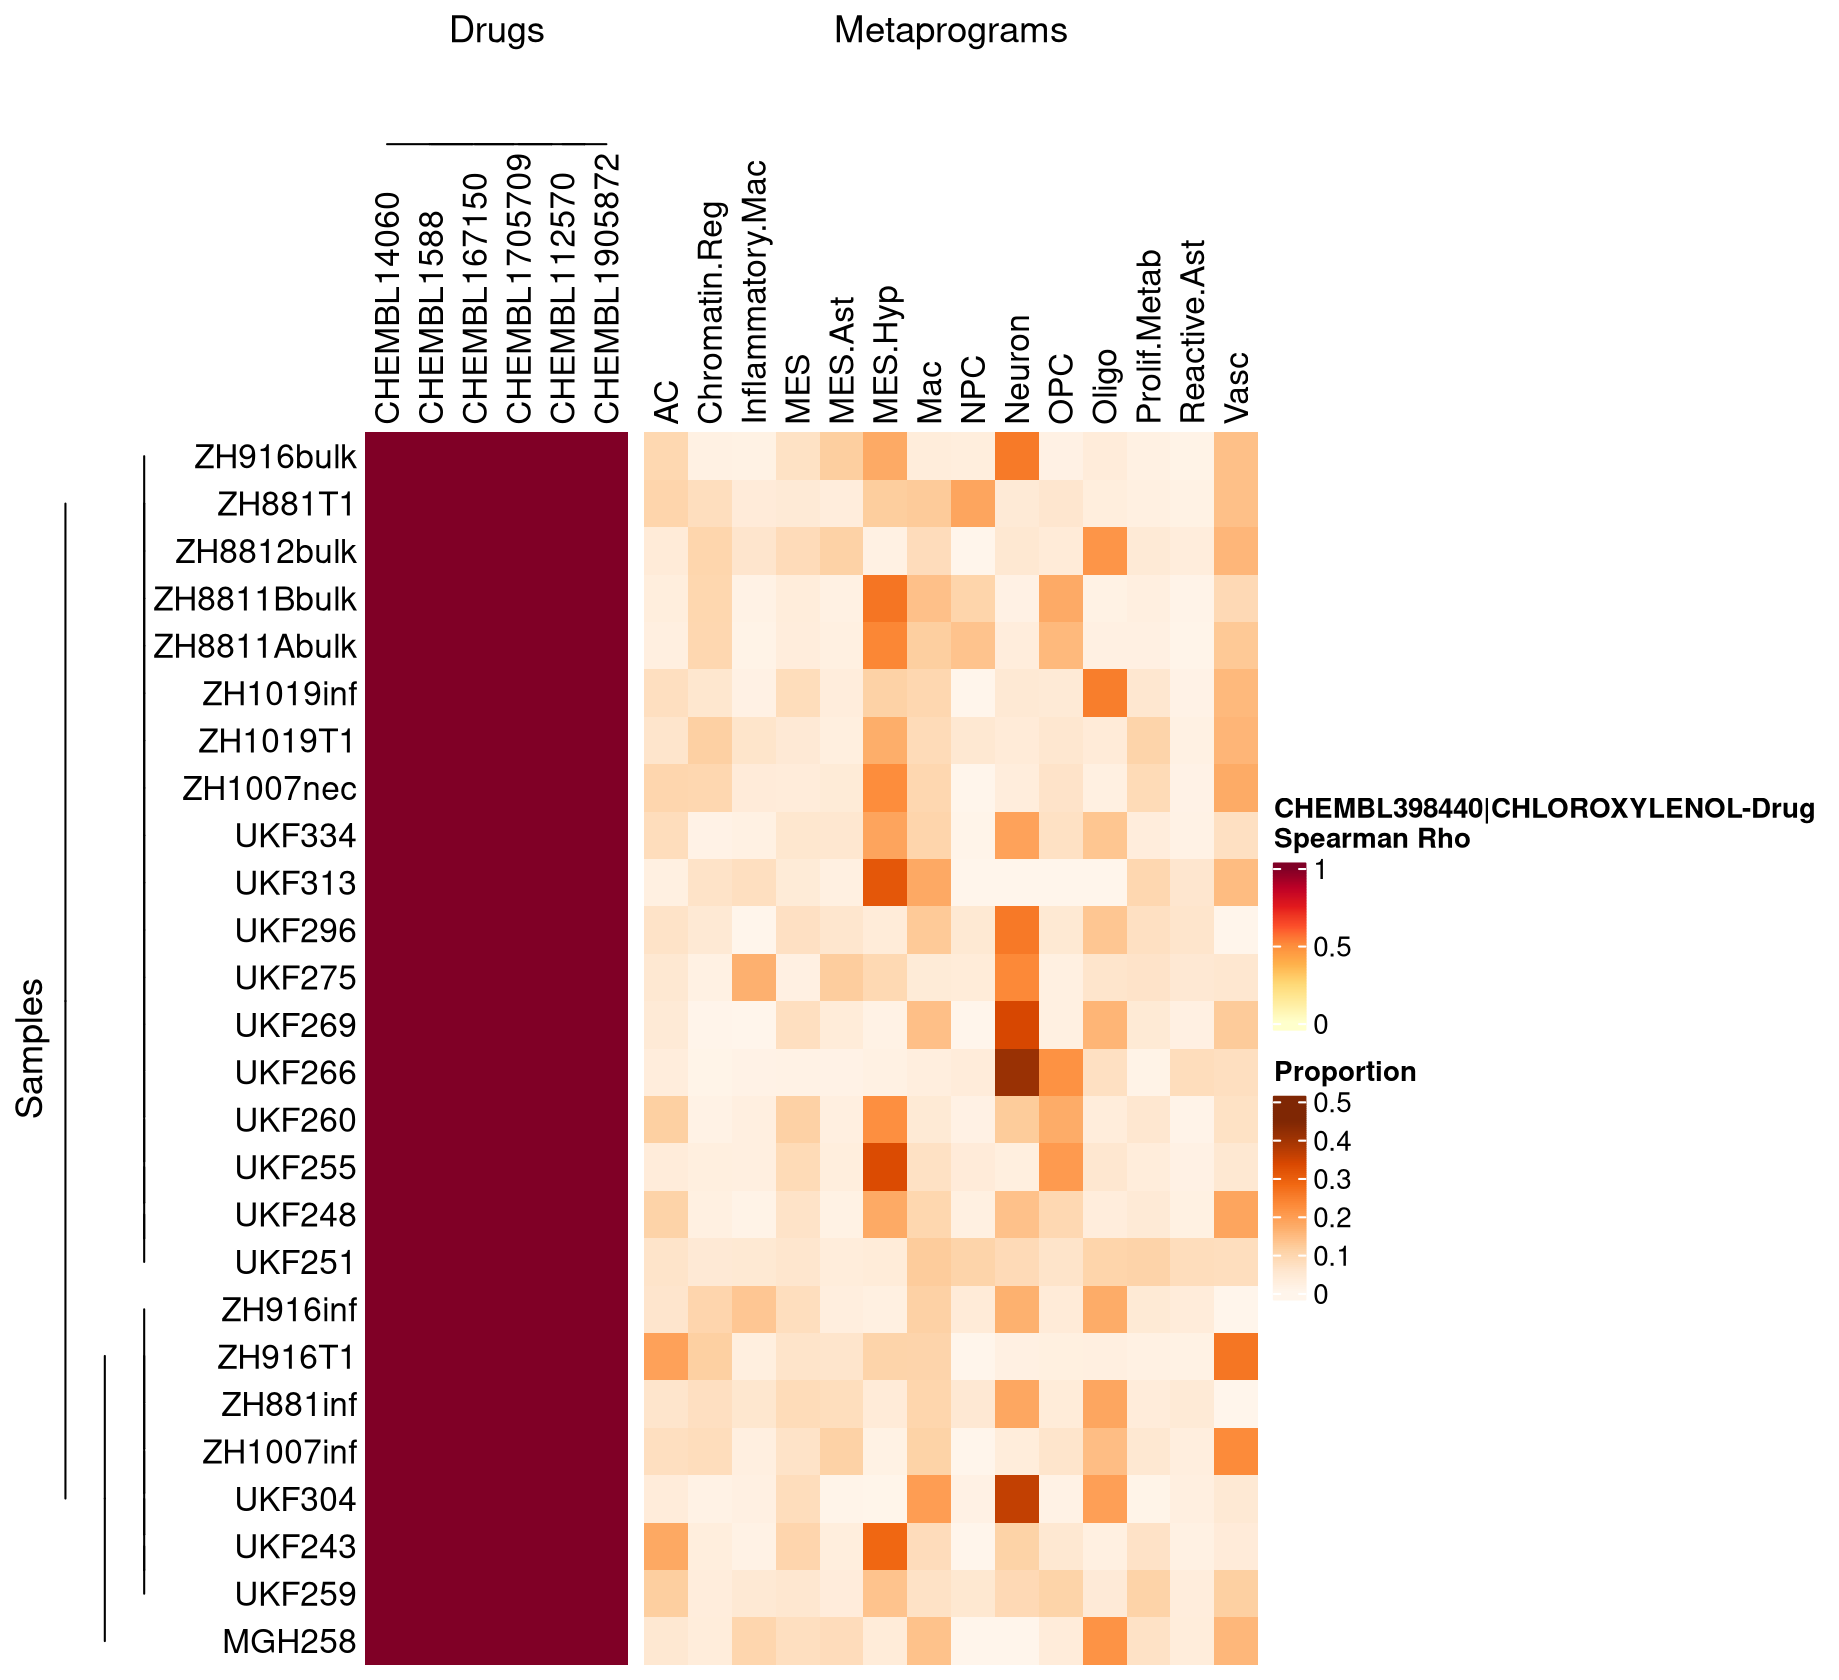 Drugs
Metaprograms
CHEMBL14060
CHEMBL1588
CHEMBL167150
CHEMBL1705709
CHEMBL112570
CHEMBL1905872
AC
Chromatin.Reg
Inflammatory.Mac
MES
MES.Ast
MES.Hyp
Mac
NPC
Neuron
OPC
Oligo
Prolif.Metab
Reactive.Ast
Vasc
Samples
ZH916bulk
ZH881T1
ZH8812bulk
ZH8811Bbulk
ZH8811Abulk
ZH1019inf
ZH1019T1
ZH1007nec
UKF334
UKF313
UKF296
UKF275
UKF269
UKF266
UKF260
UKF255
UKF248
UKF251
ZH916inf
ZH916T1
ZH881inf
ZH1007inf
UKF304
UKF243
UKF259
MGH258
CHEMBL398440|CHLOROXYLENOL-Drug
Spearman Rho
1
0.5
0
Proportion
0.5
0.4
0.3
0.2
0.1
0